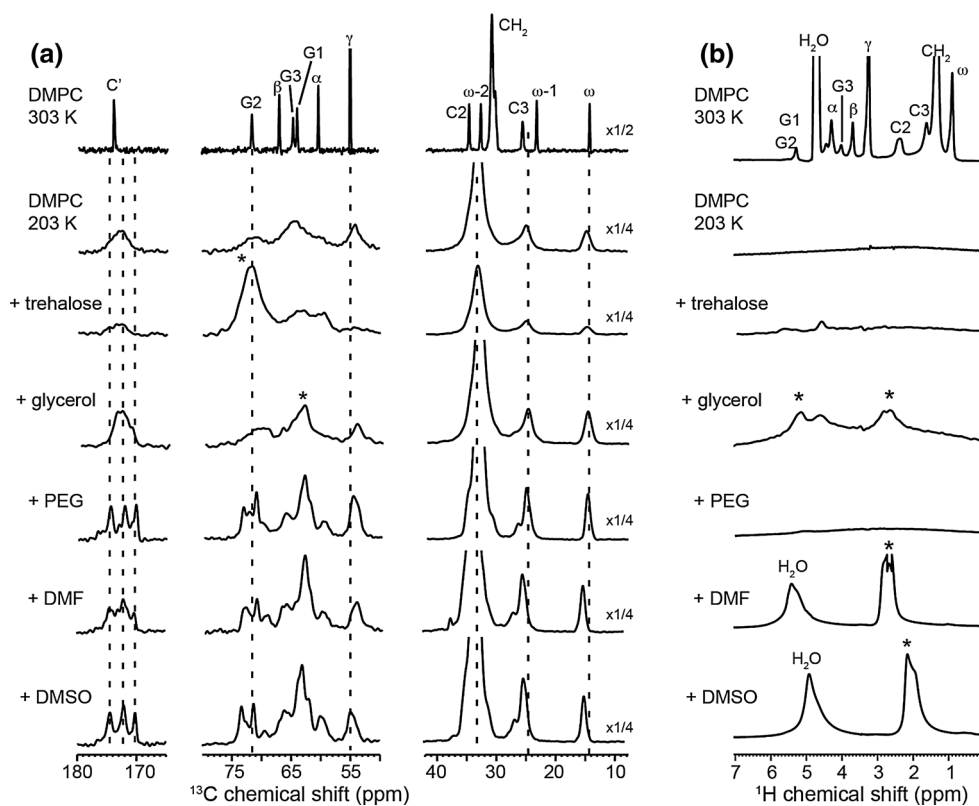 (a)
DMPC
303 K
C'
G2
β
G3
G1
α
γ
C2
ω-2
CH2
C3
ω-1
ω
x1/2
DMPC
203 K
x1/4
+ trehalose
*
x1/4
+ glycerol
*
x1/4
+ PEG
x1/4
+ DMF
x1/4
+ DMSO
x1/4
180 170
75 65 55
40 30 20 10
13C chemical shift (ppm)
(b)
DMPC
303 K
G1
G2
H2O
α
G3
β
γ
C2
C3
CH2
ω
DMPC
203 K
+ trehalose
+ glycerol
* *
+ PEG
+ DMF
H2O
*
+ DMSO
H2O
*
7 6 5 4 3 2 1
1H chemical shift (ppm)